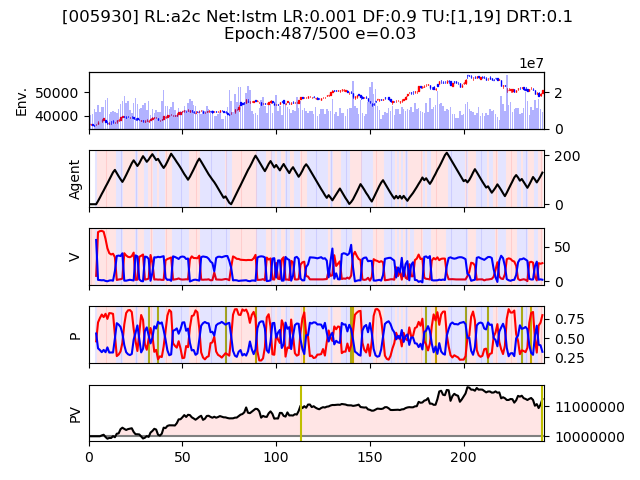 [005930] RL:a2c Net:lstm LR:0.001 DF:0.9 TU:[1,19] DRT:0.1
Epoch:487/500 e=0.03
1e7
Env.
50000
40000
2
0
Agent
200
0
V
50
0
P
0.75
0.50
0.25
PV
11000000
10000000
0 50 100 150 200